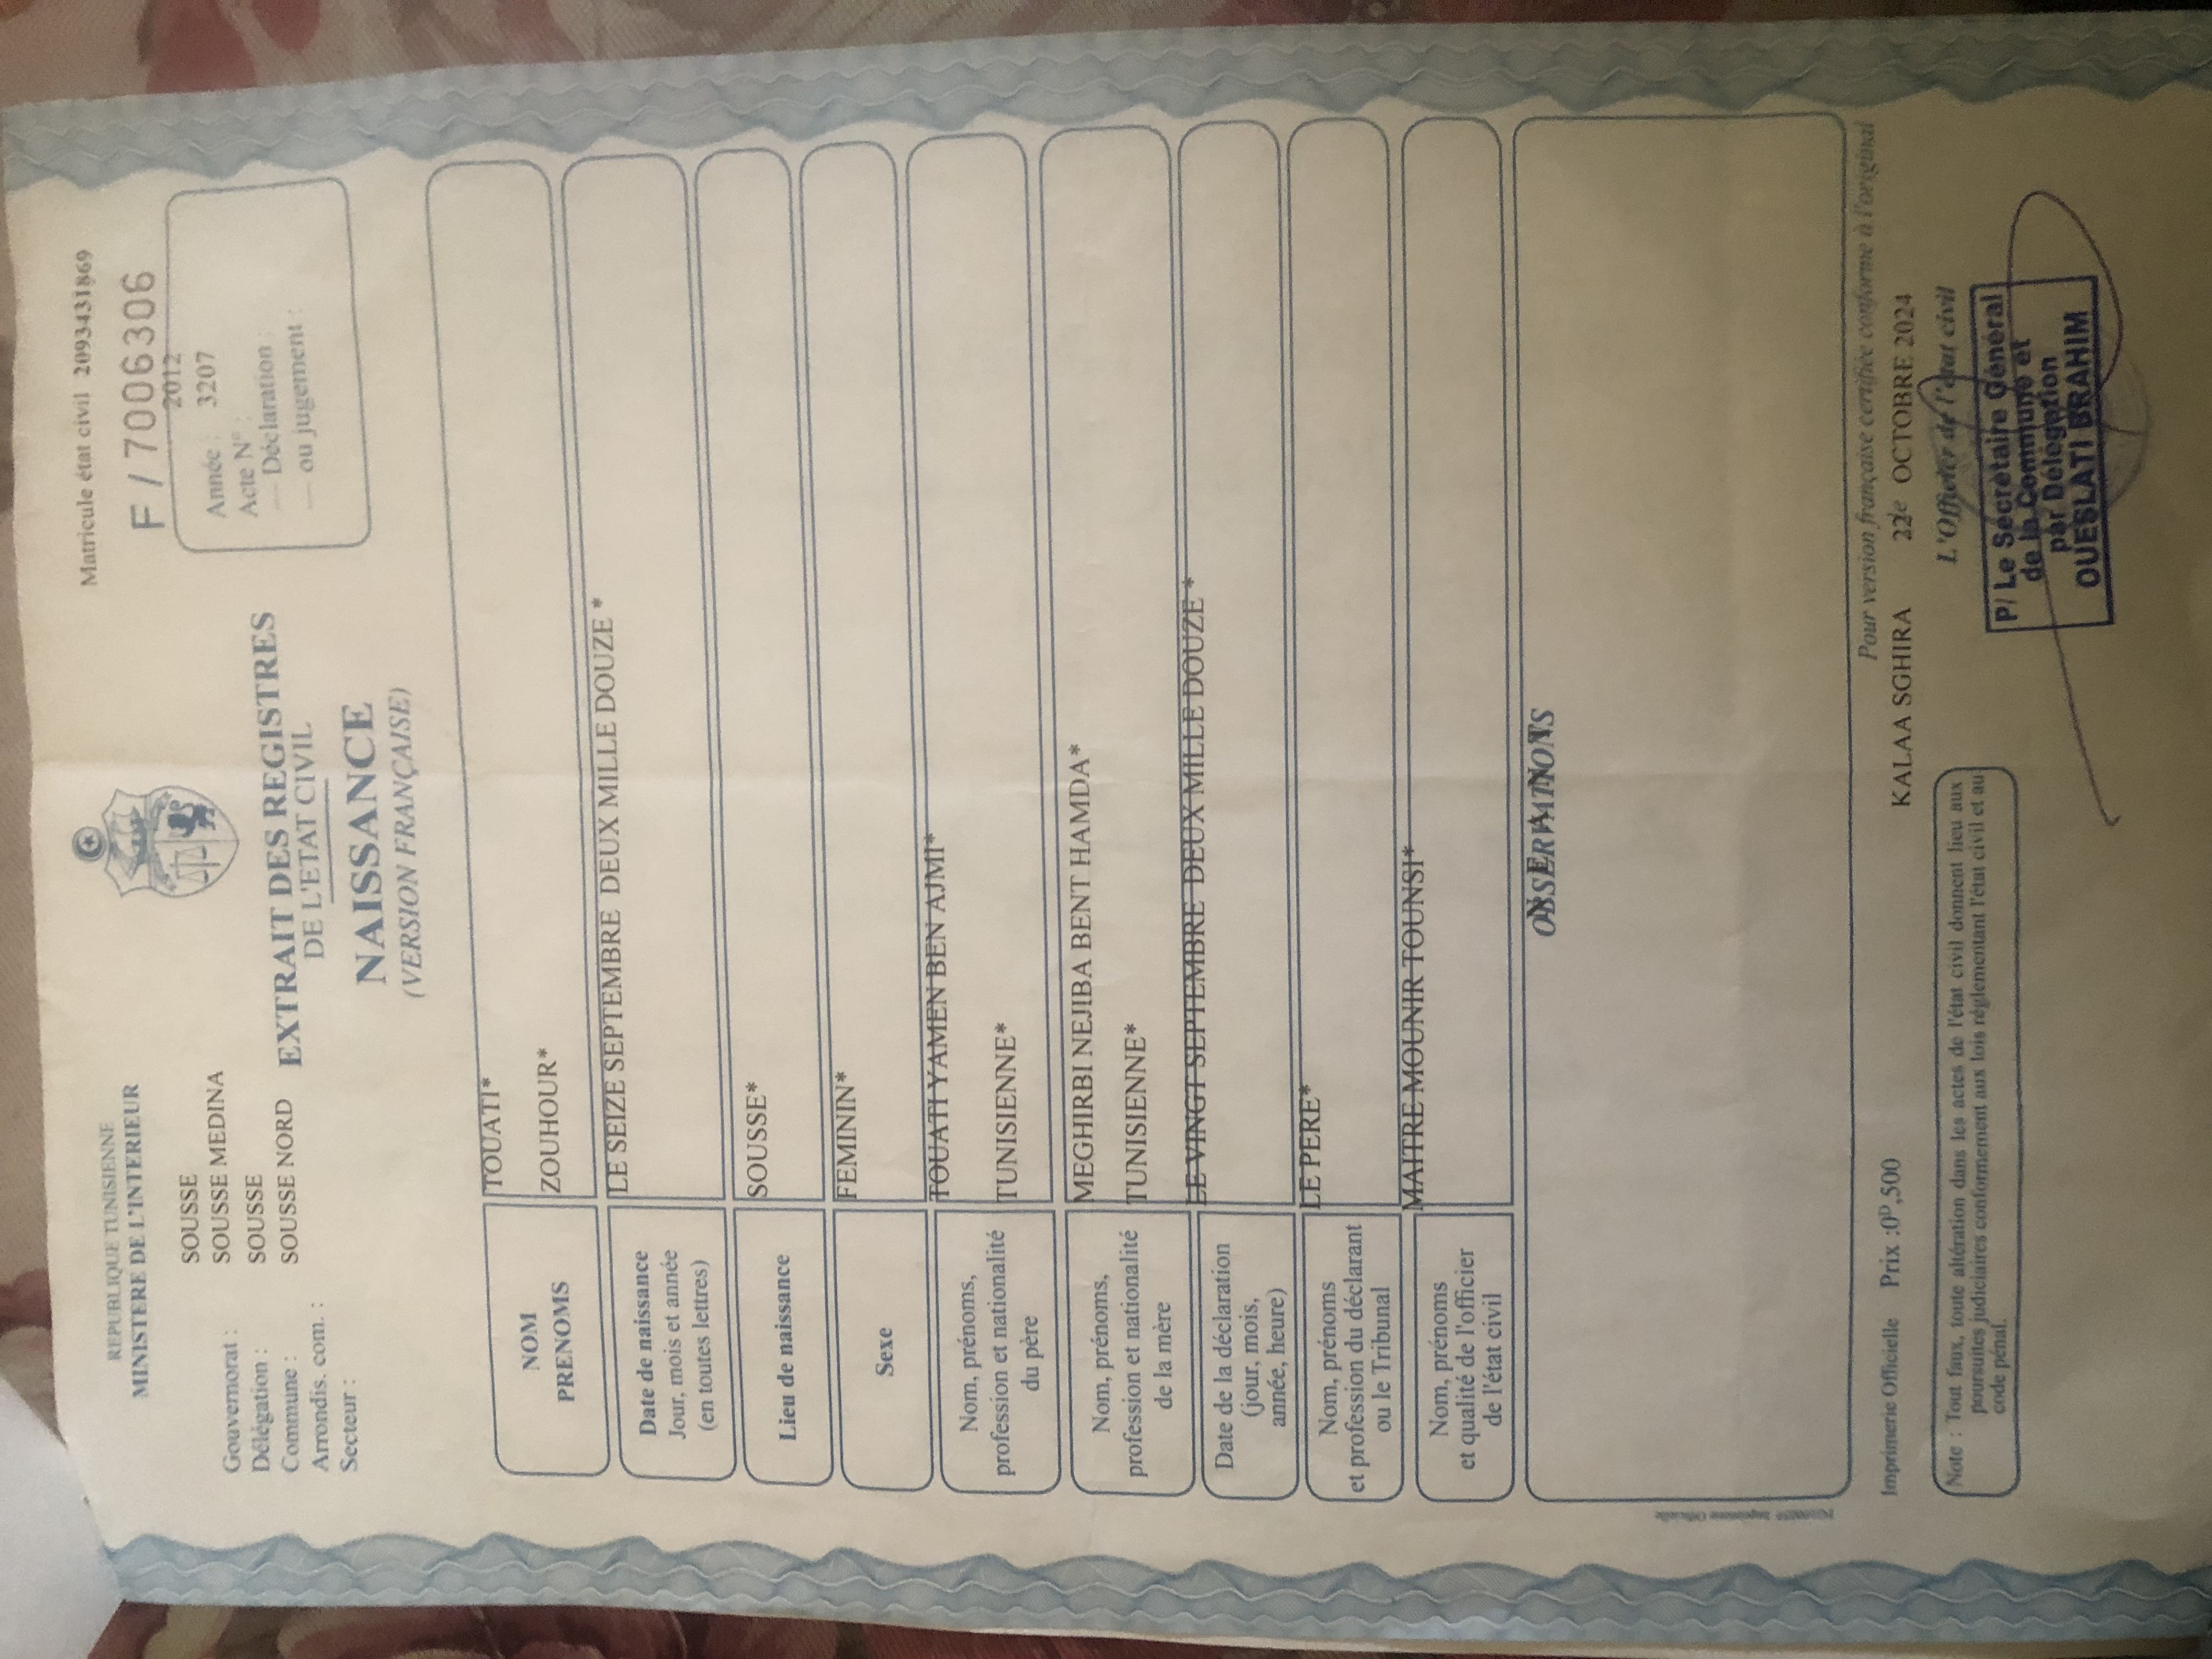 REPUBLIQUE TUNISIENNE
MINISTERE DE L'INTERIEUR
Matricule état civil 2093431869
F / 7006306
Gouvernorat : SOUSSE
Délégation : SOUSSE MEDINA
Commune : SOUSSE
Arrondis. com. : SOUSSE NORD
Secteur :
2012
Année :
Acte N° : 3207
— Déclaration :
— ou jugement :
EXTRAIT DES REGISTRES
DE L'ETAT CIVIL
NAISSANCE
(VERSION FRANÇAISE)
NOM
PRENOMS
TOUATI*
ZOUHOUR*
Date de naissance
Jour, mois et année
(en toutes lettres)
LE SEIZE SEPTEMBRE DEUX MILLE DOUZE *
Lieu de naissance
SOUSSE*
Sexe
FEMININ*
Nom, prénoms,
profession et nationalité
du père
TOUATI YAMEN BEN AJMI*
TUNISIENNE*
Nom, prénoms,
profession et nationalité
de la mère
MEGHIRBI NEJIBA BENT HAMDA*
TUNISIENNE*
Date de la déclaration
(jour, mois,
année, heure)
LE VINGT SEPTEMBRE DEUX MILLE DOUZE *
Nom, prénoms
et profession du déclarant
ou le Tribunal
LE PERE*
Nom, prénoms
et qualité de l'officier
de l'état civil
MAITRE MOUNIR TOUNSI*
OBSERVATIONS
Pour version française certifiée conforme à l'original
Imprimerie Officielle Prix :0ᴰ,500
KALAA SGHIRA 22 le OCTOBRE 2024
L'Officier de l'état civil
Note : Tout faux, toute altération dans les actes de l'état civil donnent lieu aux
poursuites judiciaires conformement aux lois réglementant l'état civil et au
code pénal.
P/ Le Secrétaire Général
de la Commune et
par Délégation
OUESLATI BRAHIM